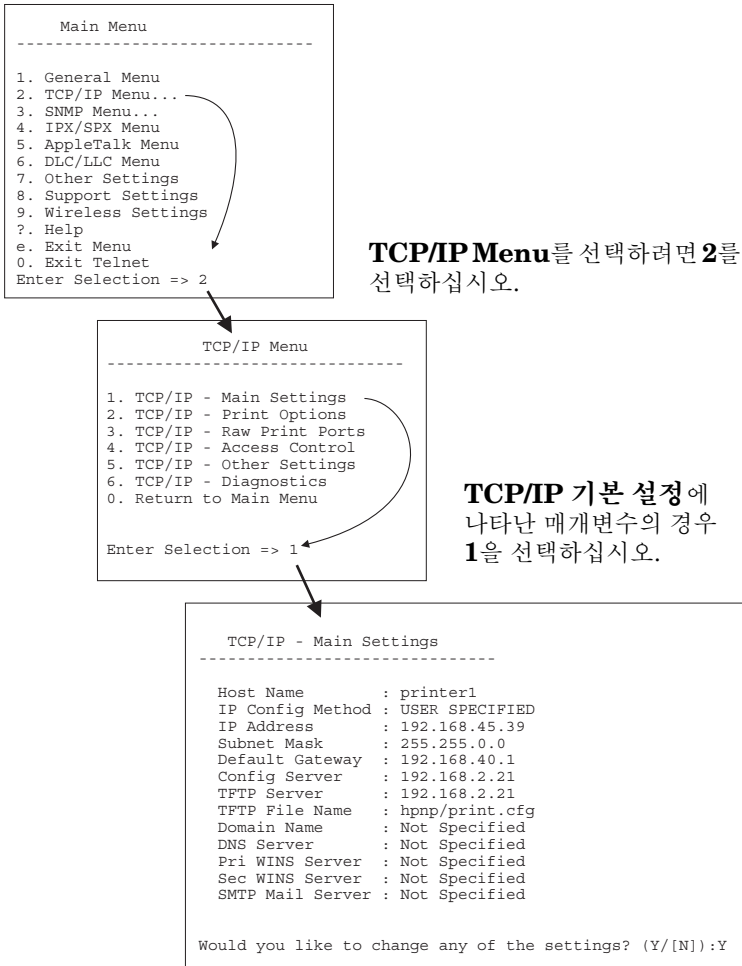 Main Menu
-------------------------------
1. General Menu
2. TCP/IP Menu...
3. SNMP Menu...
4. IPX/SPX Menu
5. AppleTalk Menu
6. DLC/LLC Menu
7. Other Settings
8. Support Settings
9. Wireless Settings
?. Help
e. Exit Menu
0. Exit Telnet
Enter Selection => 2
TCP/IP Menu를 선택하려면 2를
선택하십시오.
TCP/IP Menu
-------------------------------
1. TCP/IP - Main Settings
2. TCP/IP - Print Options
3. TCP/IP - Raw Print Ports
4. TCP/IP - Access Control
5. TCP/IP - Other Settings
6. TCP/IP - Diagnostics
0. Return to Main Menu
Enter Selection => 1
TCP/IP 기본 설정에
나타난 매개변수의 경우
1을 선택하십시오.
TCP/IP - Main Settings
-------------------------------
Host Name : printer1
IP Config Method : USER SPECIFIED
IP Address : 192.168.45.39
Subnet Mask : 255.255.0.0
Default Gateway : 192.168.40.1
Config Server : 192.168.2.21
TFTP Server : 192.168.2.21
TFTP File Name : hpnp/print.cfg
Domain Name : Not Specified
DNS Server : Not Specified
Pri WINS Server : Not Specified
Sec WINS Server : Not Specified
SMTP Mail Server : Not Specified
Would you like to change any of the settings? (Y/[N]):Y